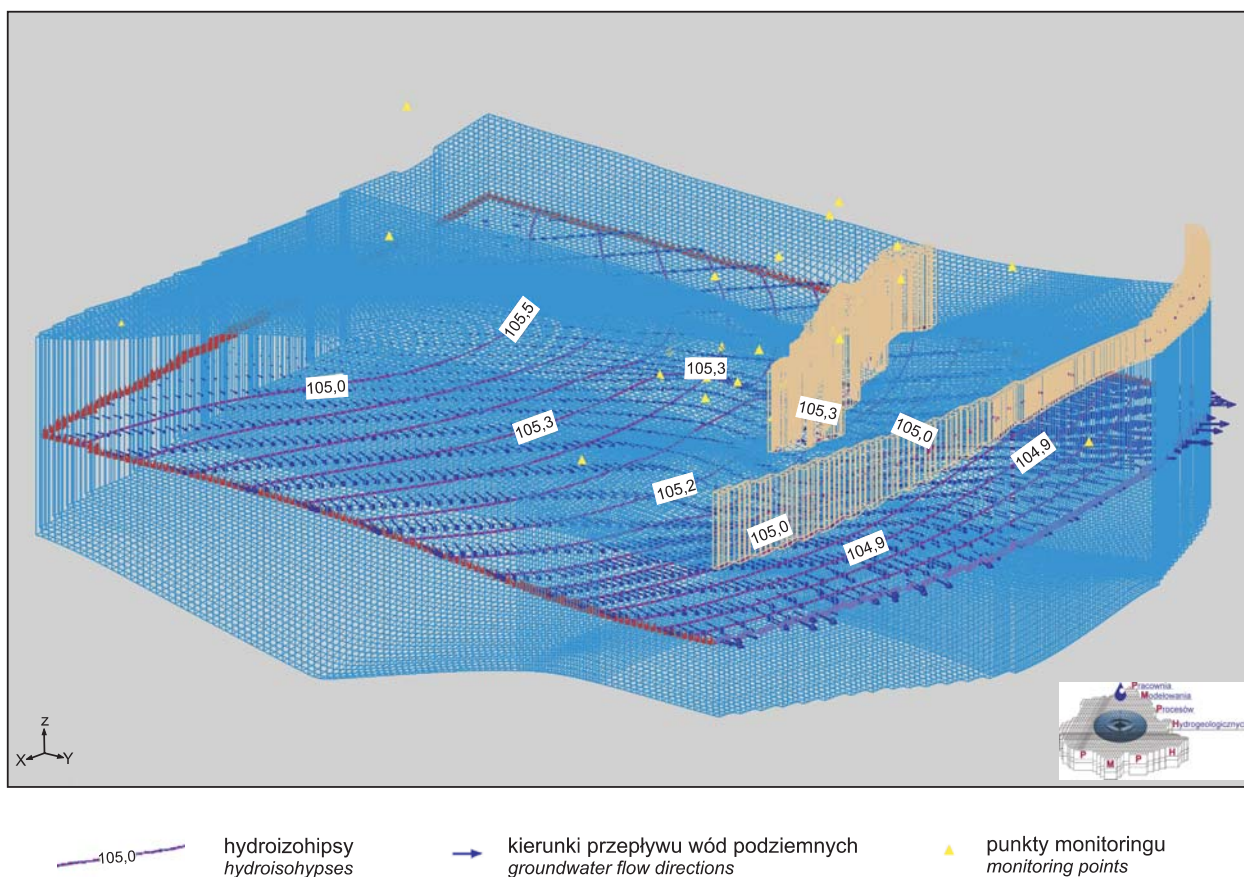 105,5
105,0
105,3
105,3
105,3
105,0
104,9
105,2
105,0
104,9
Pracownia
Modelowania
Procesów
Hydrogeologicznych
P M P H
Z
X Y
105,0
hydroizohipsy
hydroisohypses
kierunki przepływu wód podziemnych
groundwater flow directions
punkty monitoringu
monitoring points